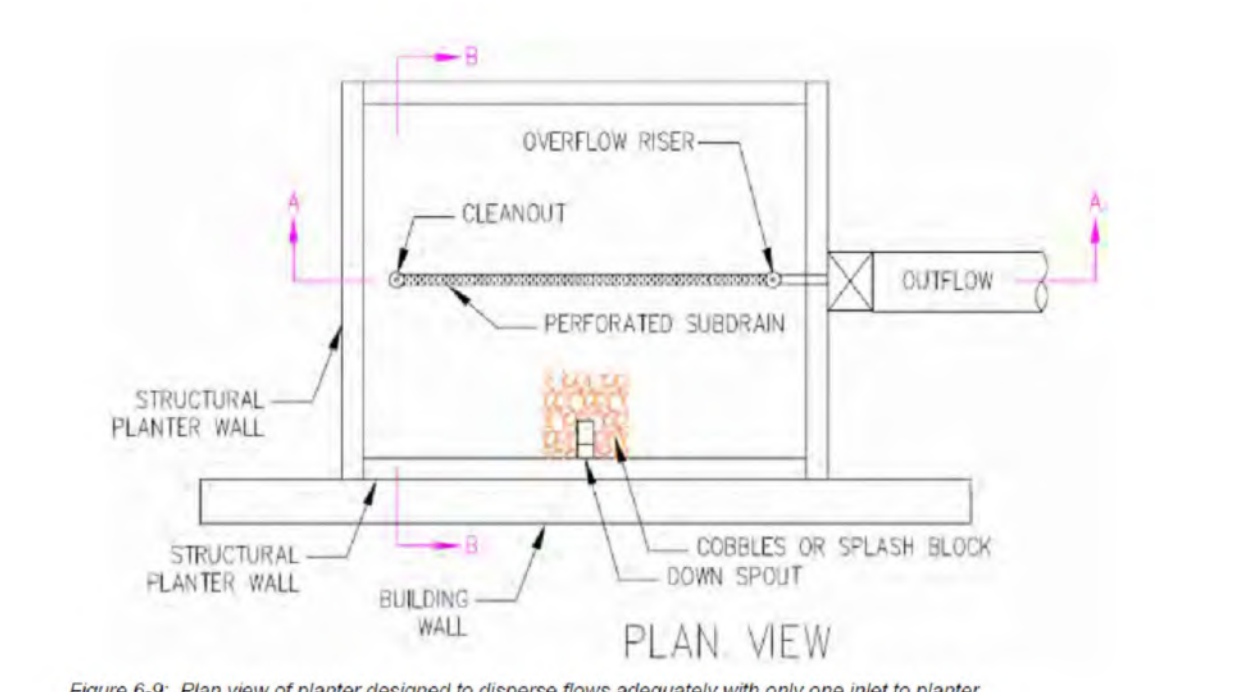 B
OVERFLOW RISER
A
A
CLEANOUT
OUTFLOW
PERFORATED SUBDRAIN
STRUCTURAL
PLANTER WALL
STRUCTURAL
PLANTER WALL
B
COBBLES OR SPLASH BLOCK
DOWN SPOUT
BUILDING
WALL
PLAN VIEW
Figure 6-9: Plan view of planter designed to disperse flows adequately with only one inlet to planter